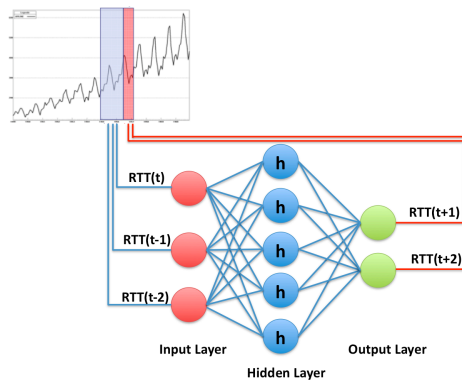 RTT(t)
RTT(t-1)
RTT(t-2)
h
h
h
h
h
RTT(t+1)
RTT(t+2)
Input Layer
Hidden Layer
Output Layer